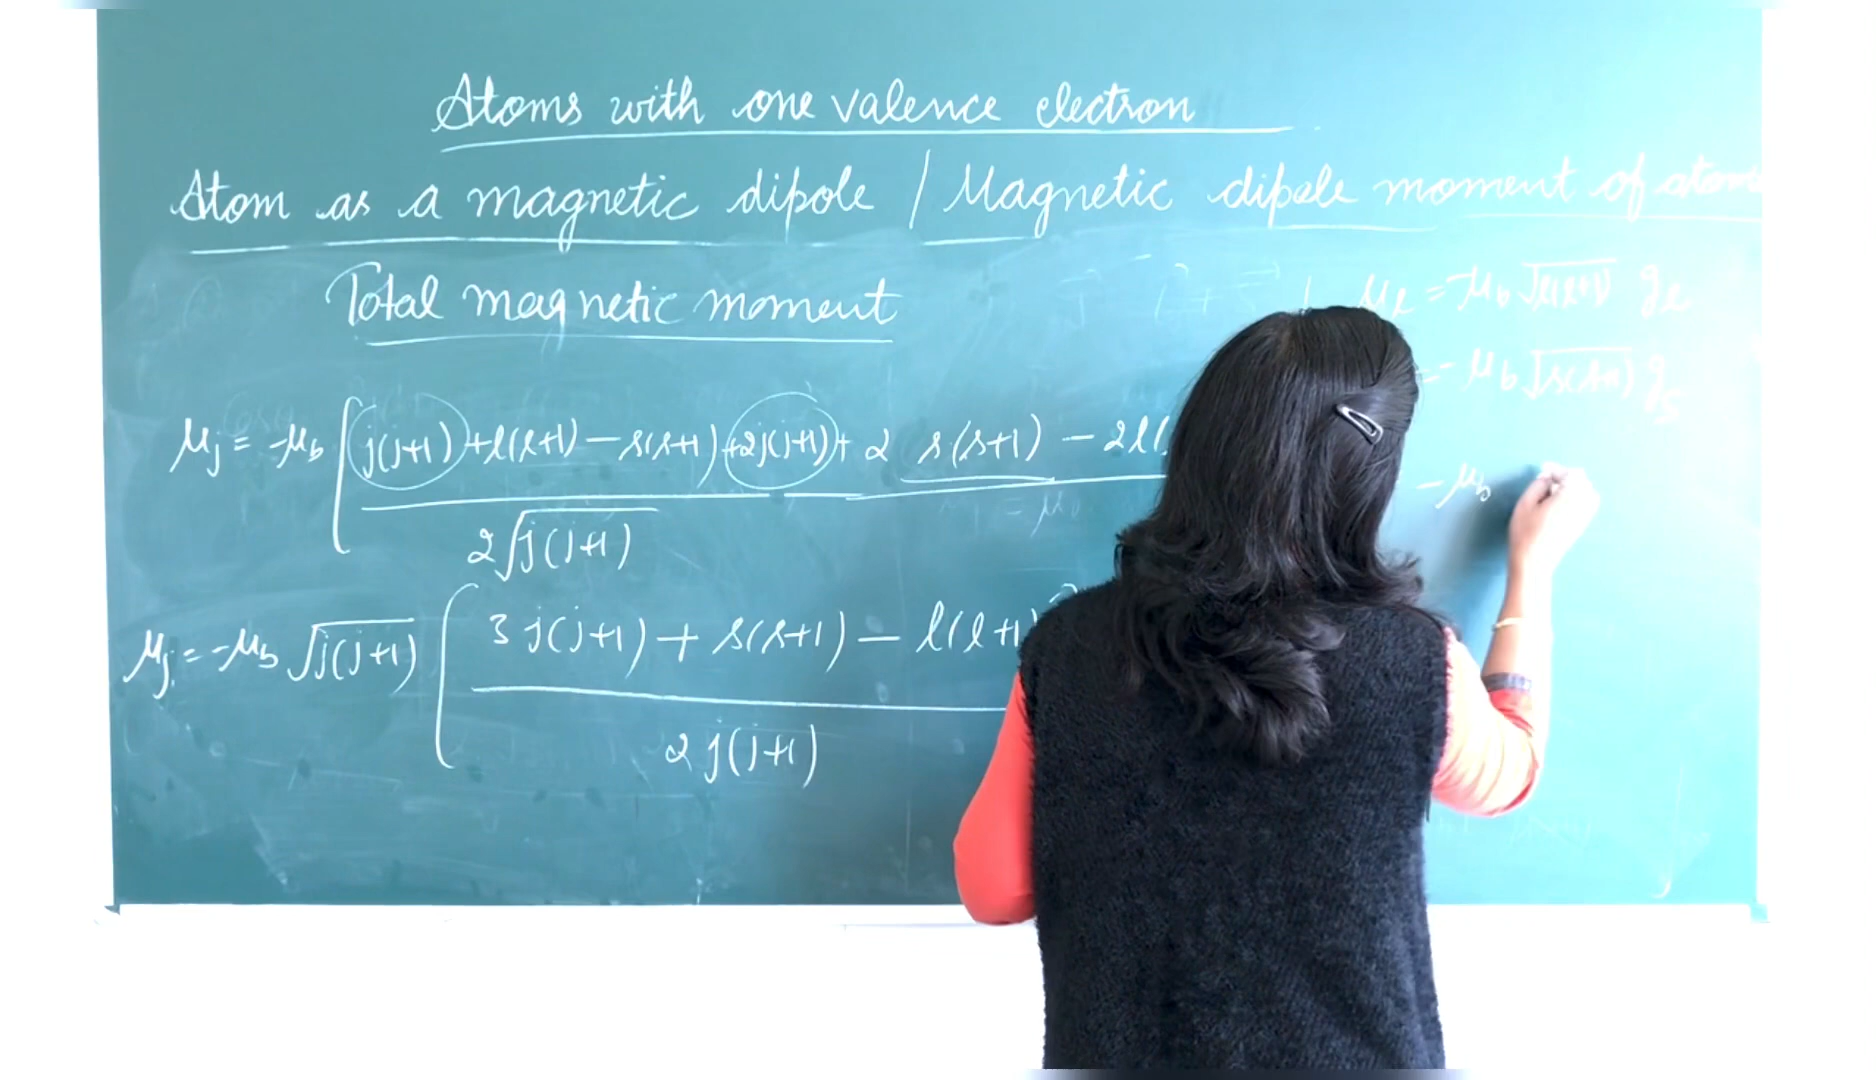 Atoms with one valence electron
Atom as a magnetic dipole / Magnetic dipole moment of atom
Total magnetic moment
μl = -μb √l(l+1) gl
= -μb √s(s+1) gs
μj = -μb [ j(j+1) + l(l+1) - s(s+1) + 2j(j+1) + 2 s(s+1) - 2l(
2√j(j+1)
- μb
μj = -μb √j(j+1) [ 3j(j+1) + s(s+1) - l(l+1)
2j(j+1)